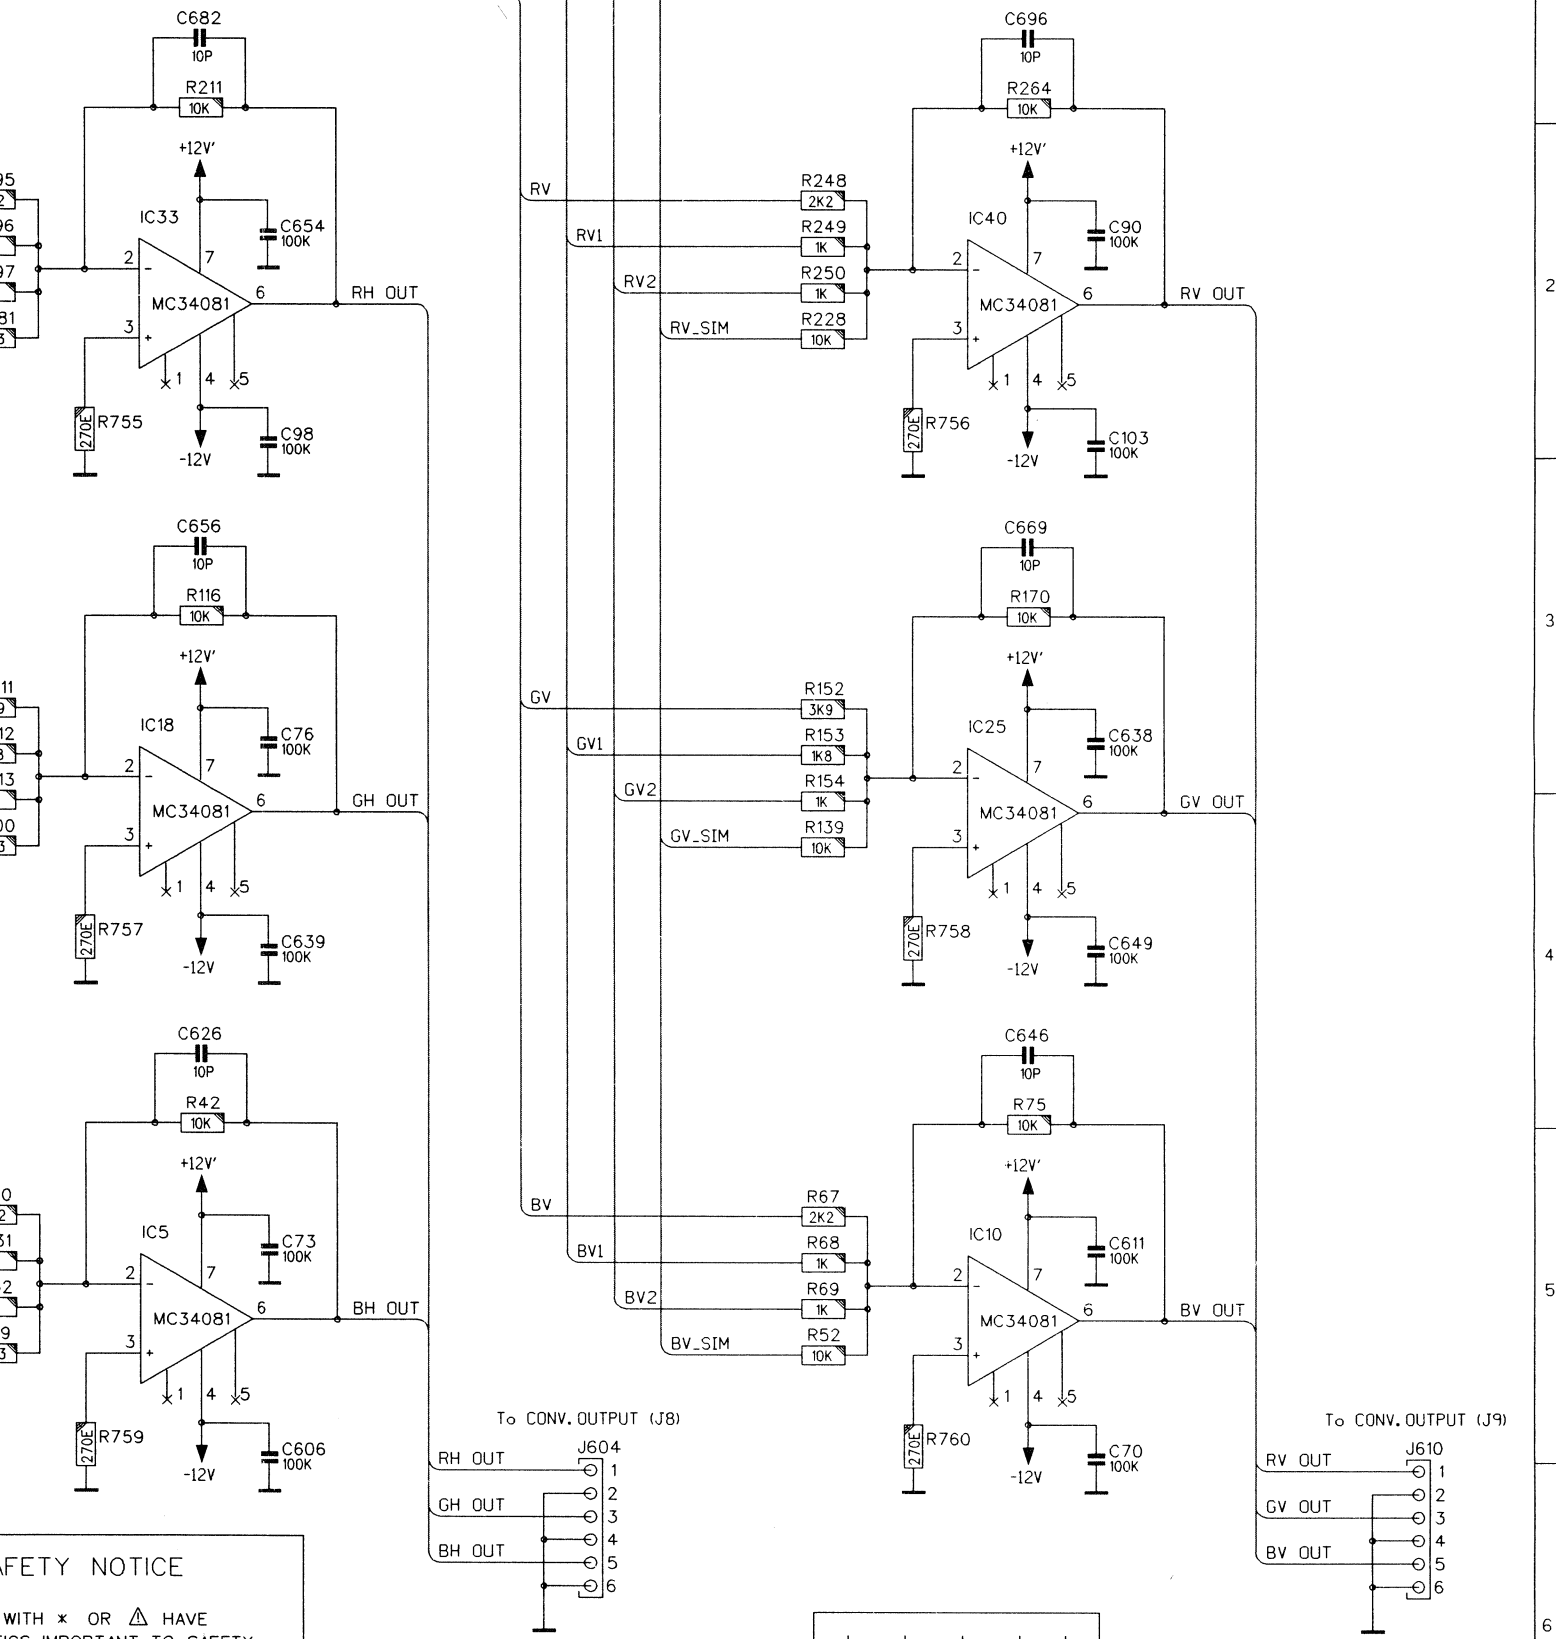 C682
10P
R211
10K
+12V'
IC33
C654
100K
2
-
7
MC34081
6
RH OUT
3
+
1
4
5
R755
270E
-12V
C98
100K
C656
10P
R116
10K
+12V'
IC18
C76
100K
2
-
7
MC34081
6
GH OUT
3
+
1
4
5
R757
270E
-12V
C639
100K
C626
10P
R42
10K
+12V'
IC5
C73
100K
2
-
7
MC34081
6
BH OUT
3
+
1
4
5
R759
270E
-12V
C606
100K
To CONV. OUTPUT (J8)
J604
RH OUT
1
2
GH OUT
3
4
BH OUT
5
6
C696
10P
R264
10K
+12V'
RV
R248
2K2
RV1
R249
1K
RV2
R250
1K
RV_SIM
R228
10K
IC40
C90
100K
2
-
7
MC34081
6
RV OUT
3
+
1
4
5
R756
270E
-12V
C103
100K
C669
10P
R170
10K
+12V'
GV
R152
3K9
GV1
R153
1K8
GV2
R154
1K
GV_SIM
R139
10K
IC25
C638
100K
2
-
7
MC34081
6
GV OUT
3
+
1
4
5
R758
270E
-12V
C649
100K
C646
10P
R75
10K
+12V'
BV
R67
2K2
BV1
R68
1K
BV2
R69
1K
BV_SIM
R52
10K
IC10
C611
100K
2
-
7
MC34081
6
BV OUT
3
+
1
4
5
R760
270E
-12V
C70
100K
To CONV. OUTPUT (J9)
J610
RV OUT
1
2
GV OUT
3
4
BV OUT
5
6
2
3
4
5
6
NOTICE
WITH * OR ⚠ HAVE